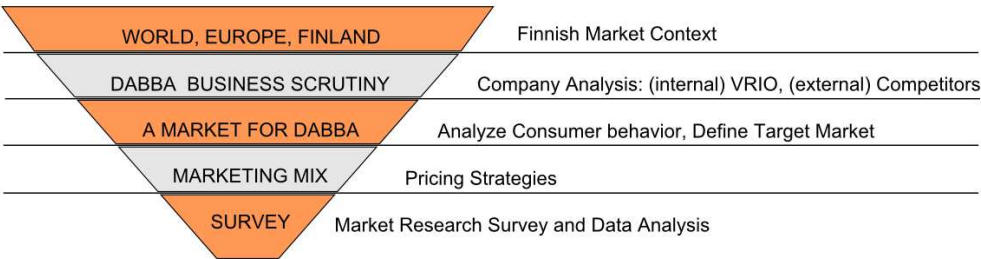 WORLD, EUROPE, FINLAND
Finnish Market Context
DABBA BUSINESS SCRUTINY
Company Analysis: (internal) VRIO, (external) Competitors
A MARKET FOR DABBA
Analyze Consumer behavior, Define Target Market
MARKETING MIX
Pricing Strategies
SURVEY
Market Research Survey and Data Analysis